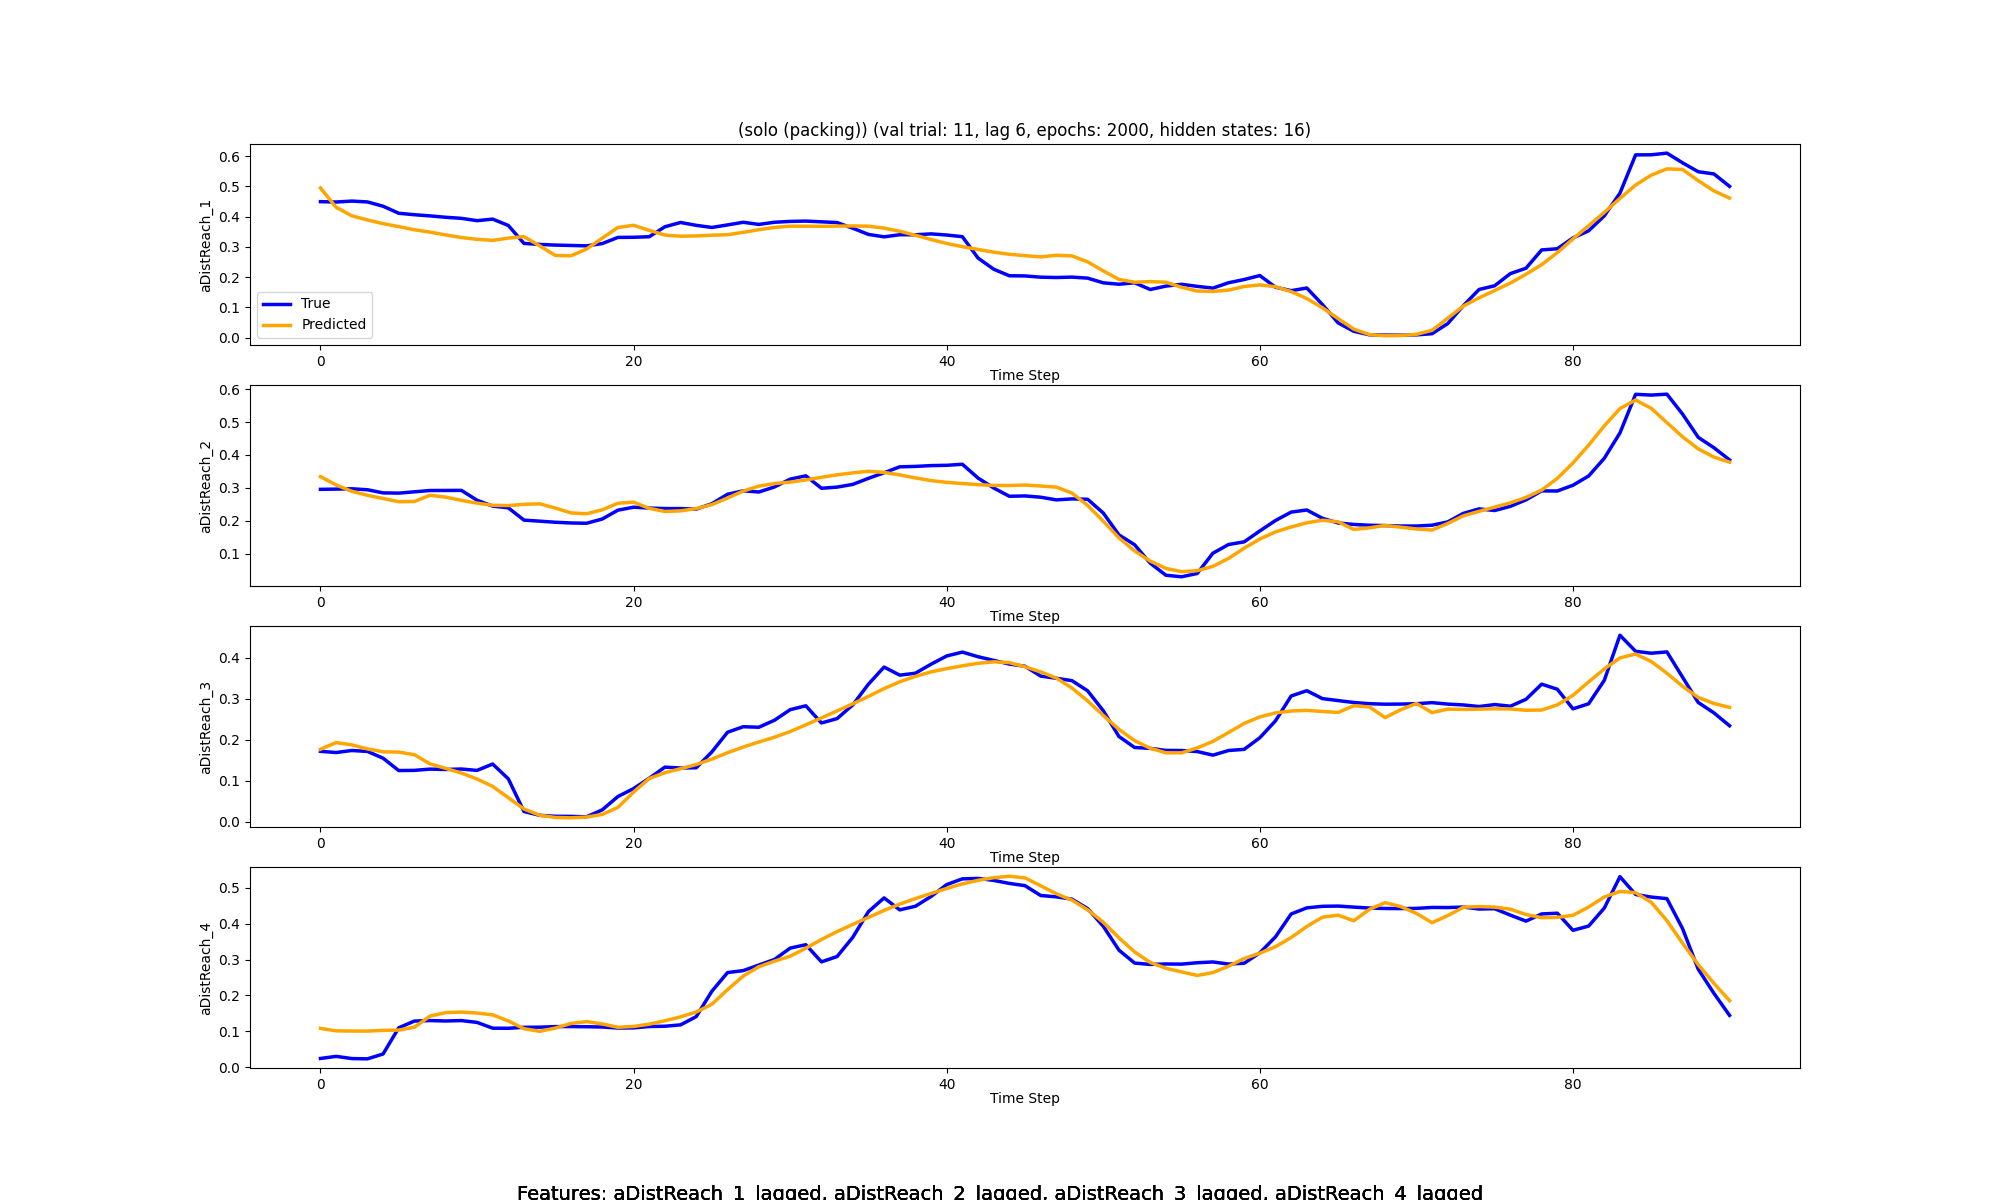 (solo (packing)) (val trial: 11, lag 6, epochs: 2000, hidden states: 16)
aDistReach_1
0.6
0.5
0.4
0.3
0.2
0.1
0.0
True
Predicted
0 20 40 60 80
Time Step
aDistReach_2
0.6
0.5
0.4
0.3
0.2
0.1
0 20 40 60 80
Time Step
aDistReach_3
0.4
0.3
0.2
0.1
0.0
0 20 40 60 80
Time Step
aDistReach_4
0.5
0.4
0.3
0.2
0.1
0.0
0 20 40 60 80
Time Step
Features: aDistReach_1_lagged, aDistReach_2_lagged, aDistReach_3_lagged, aDistReach_4_lagged